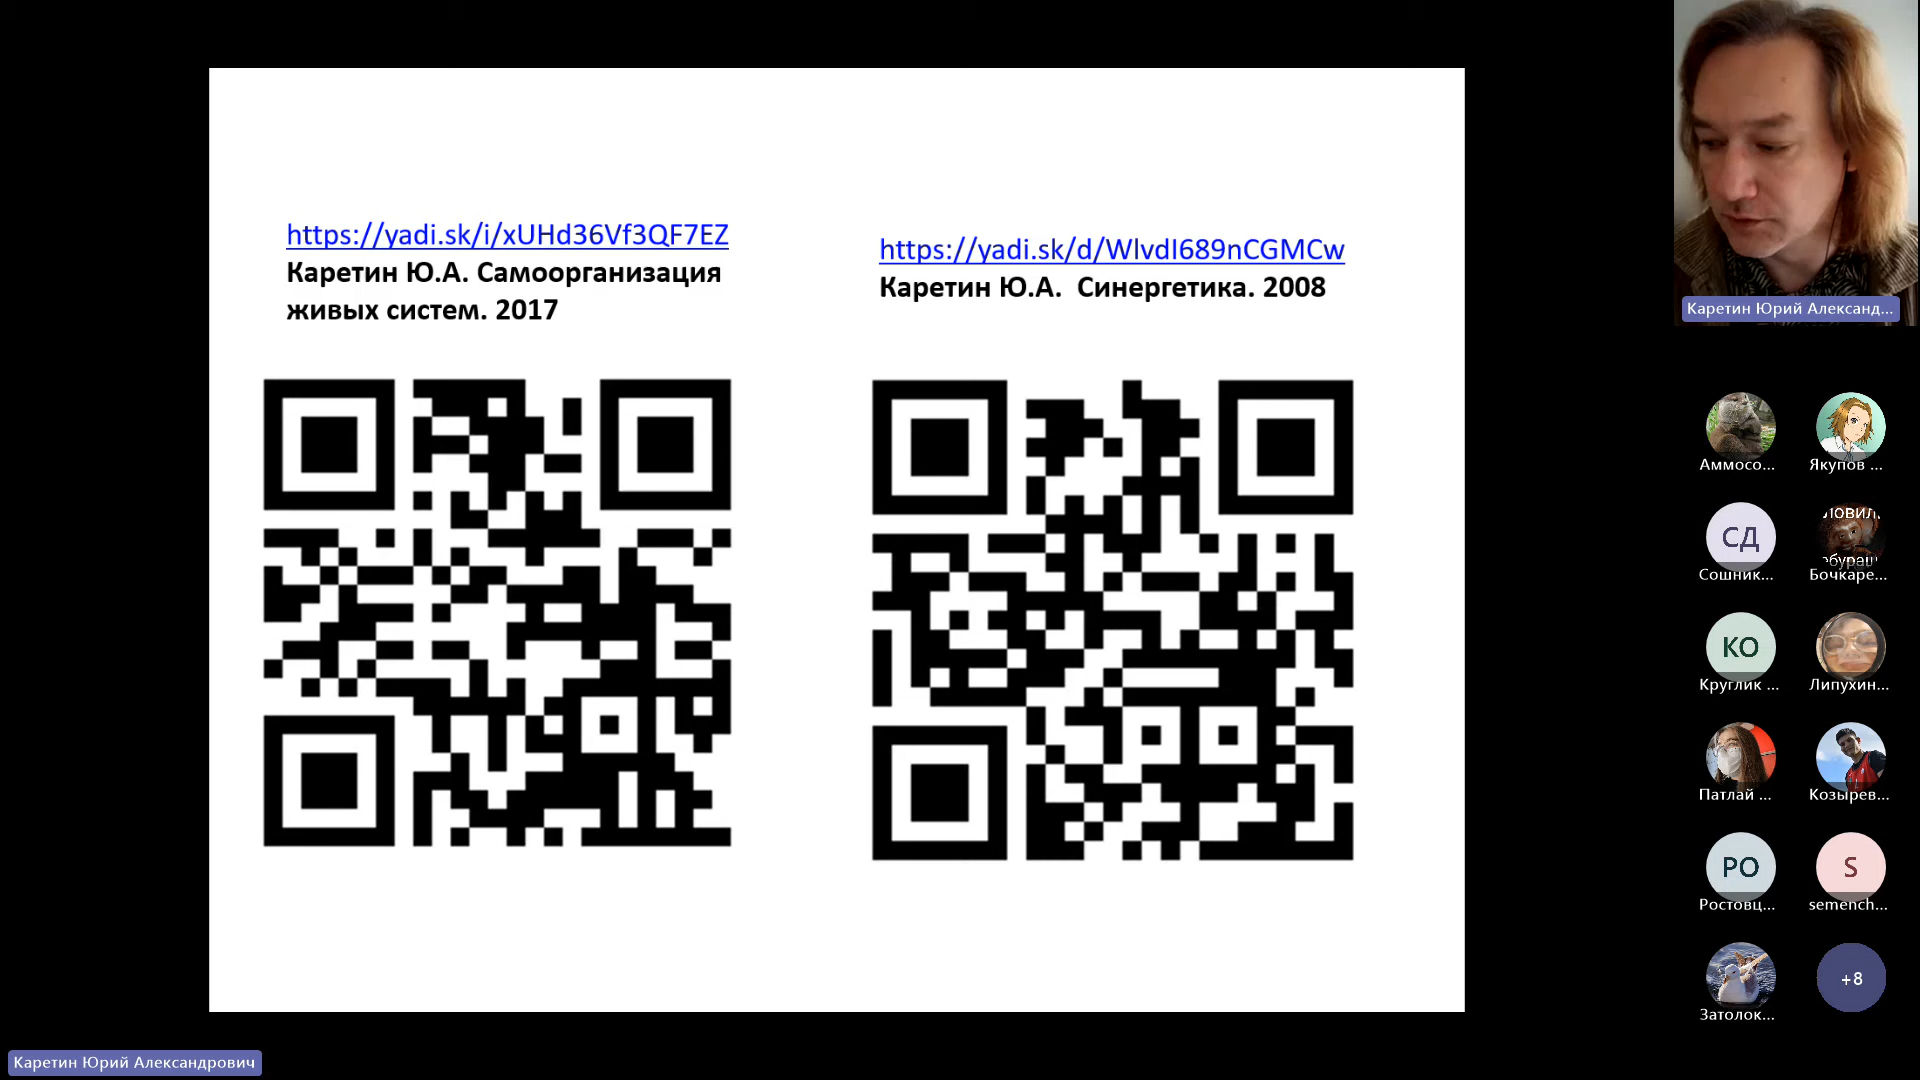 https://yadi.sk/i/xUHd36Vf3QF7EZ
Каретин Ю.А. Самоорганизация
живых систем. 2017
https://yadi.sk/d/WlvdI689nCGMCw
Каретин Ю.А. Синергетика. 2008
Каретин Юрий Александ...
Аммосо...
Якупов ...
СД
Сошник...
Бочкаре...
КО
Круглик ...
Липухин...
Патлай ...
Козырев...
РО
Ростовц...
S
semench...
Затолок...
+8
Каретин Юрий Александрович